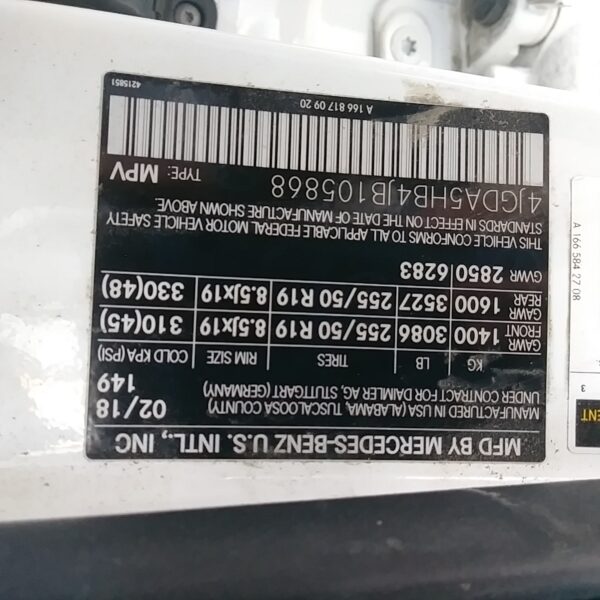 MFD BY MERCEDES-BENZ U.S. INTL., INC
MANUFACTURED IN USA (ALABAMA, TUSCALOOSA COUNTY) 02/18
UNDER CONTRACT FOR DAIMLER AG, STUTTGART (GERMANY) 149
KG LB TIRES RIM SIZE COLD KPA (PSI)
GAWR FRONT 1400 3086 255/50 R19 8.5Jx19 310(45)
GAWR REAR 1600 3527 255/50 R19 8.5Jx19 330(48)
GVWR 2850 6283
THIS VEHICLE CONFORMS TO ALL APPLICABLE FEDERAL MOTOR VEHICLE SAFETY
STANDARDS IN EFFECT ON THE DATE OF MANUFACTURE SHOWN ABOVE.
4JGDA5HB4JB105868 TYPE: MPV
A 166 817 09 20
4215851
A 166 584 27 08
3